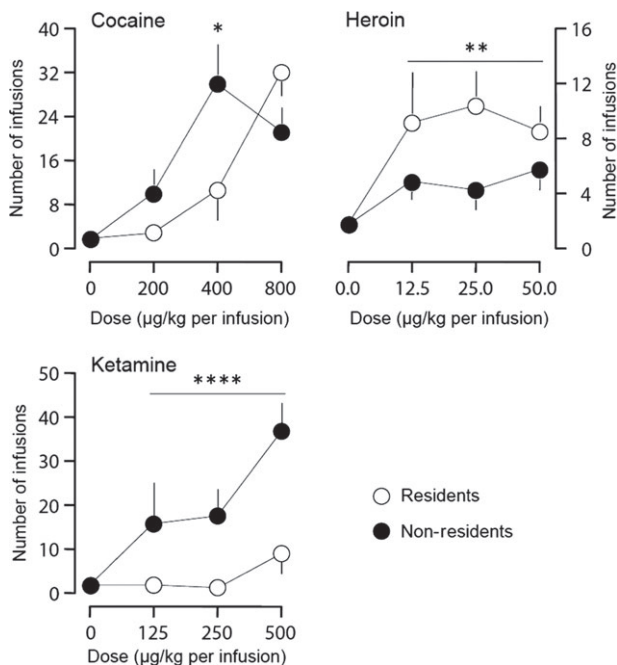 Cocaine
Heroin
Number of infusions
40
32
24
16
8
0
*
0
200
400
800
Dose (µg/kg per infusion)
**
16
12
8
4
0
Number of infusions
0.0
12.5
25.0
50.0
Dose (µg/kg per infusion)
Ketamine
Number of infusions
50
40
30
20
10
0
****
0
125
250
500
Dose (µg/kg per infusion)
Residents
Non-residents